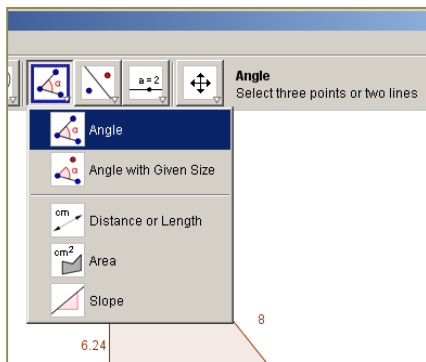 α
a = 2
Angle
Select three points or two lines
α Angle
α Angle with Given Size
cm Distance or Length
cm² Area
Slope
8
6.24